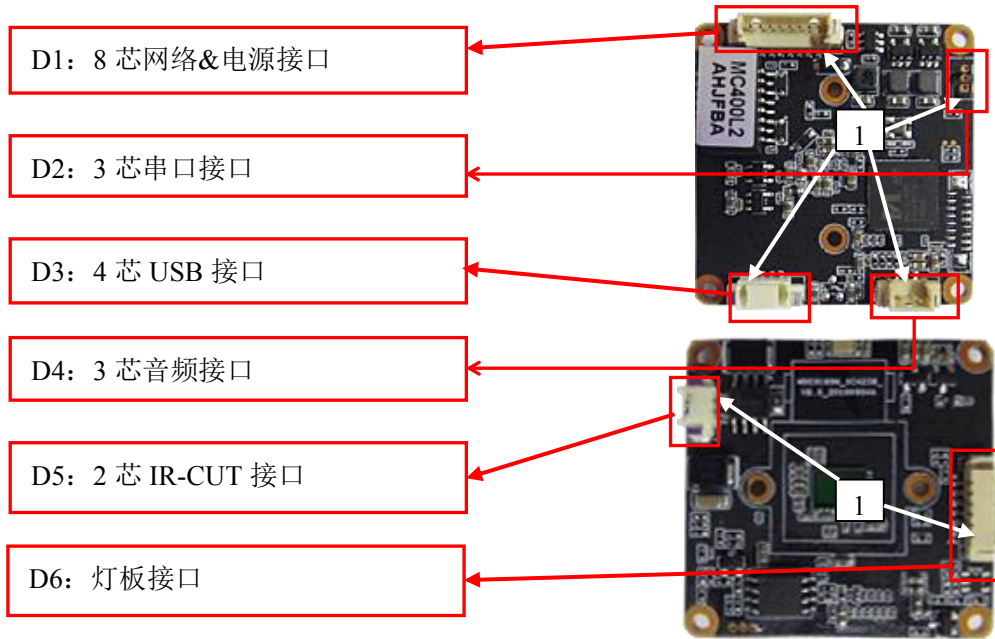 D1：8 芯网络&电源接口
D2：3 芯串口接口
D3：4 芯 USB 接口
D4：3 芯音频接口
D5：2 芯 IR-CUT 接口
D6：灯板接口
MC400L2
AHJFBA
1
1